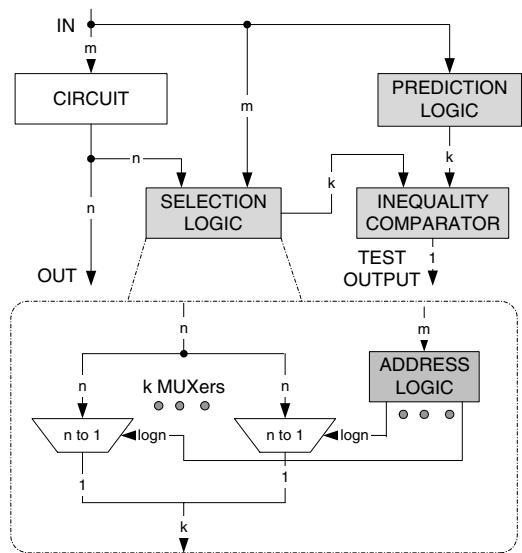 IN
m
CIRCUIT
m
PREDICTION
LOGIC
n
k
k
n
SELECTION
LOGIC
INEQUALITY
COMPARATOR
OUT
TEST
OUTPUT
1
n
m
ADDRESS
LOGIC
n
k MUXers
n
n to 1
logn
n to 1
logn
1
1
k